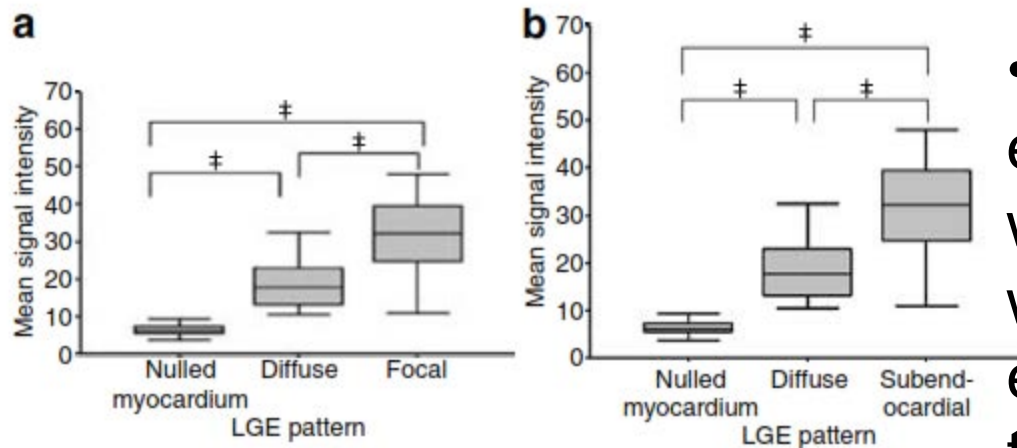 a
Mean signal intensity
70
60
50
40
30
20
10
0
‡
‡
‡
Nulled myocardium
Diffuse
Focal
LGE pattern
b
Mean signal intensity
70
60
50
40
30
20
10
0
‡
‡
‡
Nulled myocardium
Diffuse
Subend-
ocardial
LGE pattern